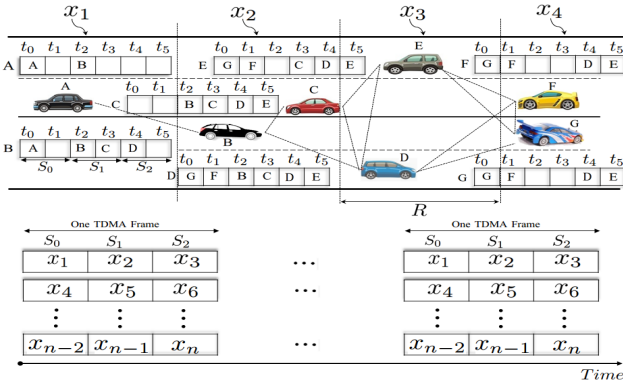 x₁ x₂ x₃ x₄
t₀ t₁ t₂ t₃ t₄ t₅
A A B
t₀ t₁ t₂ t₃ t₄ t₅
E G F C D E
E
t₀ t₁ t₂ t₃ t₄ t₅
F G F D E
A
t₀ t₁ t₂ t₃ t₄ t₅
C B C D E
C
F
B
G
t₀ t₁ t₂ t₃ t₄ t₅
B A B C D
S₀ S₁ S₂
t₀ t₁ t₂ t₃ t₄ t₅
D G F B C D E
D
t₀ t₁ t₂ t₃ t₄ t₅
G G F D E
R
One TDMA Frame One TDMA Frame
S₀ S₁ S₂ S₀ S₁ S₂
x₁ x₂ x₃ ... x₁ x₂ x₃
x₄ x₅ x₆ ... x₄ x₅ x₆
⋮ ⋮ ⋮ ⋮ ⋮ ⋮
xₙ₋₂ xₙ₋₁ xₙ ... xₙ₋₂ xₙ₋₁ xₙ
Time